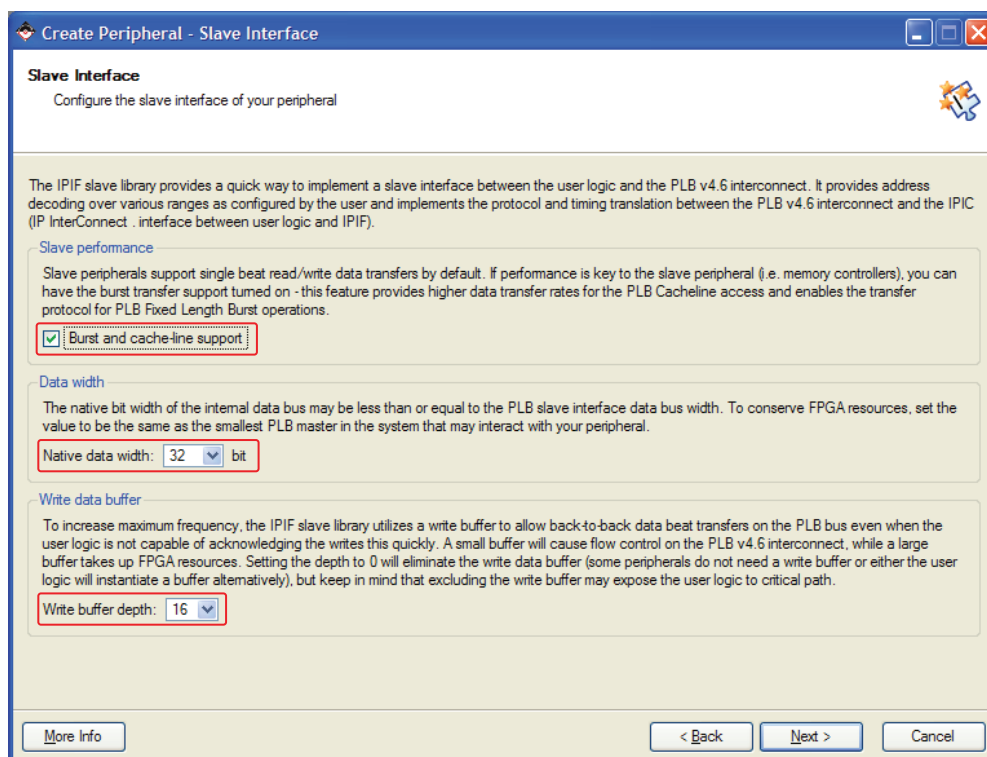 Create Peripheral - Slave Interface
Slave Interface
Configure the slave interface of your peripheral
The IPIF slave library provides a quick way to implement a slave interface between the user logic and the PLB v4.6 interconnect. It provides address
decoding over various ranges as configured by the user and implements the protocol and timing translation between the PLB v4.6 interconnect and the IPIC
(IP InterConnect . interface between user logic and IPIF).
Slave performance
Slave peripherals support single beat read/write data transfers by default. If performance is key to the slave peripheral (i.e. memory controllers), you can
have the burst transfer support turned on - this feature provides higher data transfer rates for the PLB Cacheline access and enables the transfer
protocol for PLB Fixed Length Burst operations.
Burst and cache-line support
Data width
The native bit width of the internal data bus may be less than or equal to the PLB slave interface data bus width. To conserve FPGA resources, set the
value to be the same as the smallest PLB master in the system that may interact with your peripheral.
Native data width: 32 bit
Write data buffer
To increase maximum frequency, the IPIF slave library utilizes a write buffer to allow back-to-back data beat transfers on the PLB bus even when the
user logic is not capable of acknowledging the writes this quickly. A small buffer will cause flow control on the PLB v4.6 interconnect, while a large
buffer takes up FPGA resources. Setting the depth to 0 will eliminate the write data buffer (some peripherals do not need a write buffer or either the user
logic will instantiate a buffer alternatively), but keep in mind that excluding the write buffer may expose the user logic to critical path.
Write buffer depth: 16
More Info < Back Next > Cancel